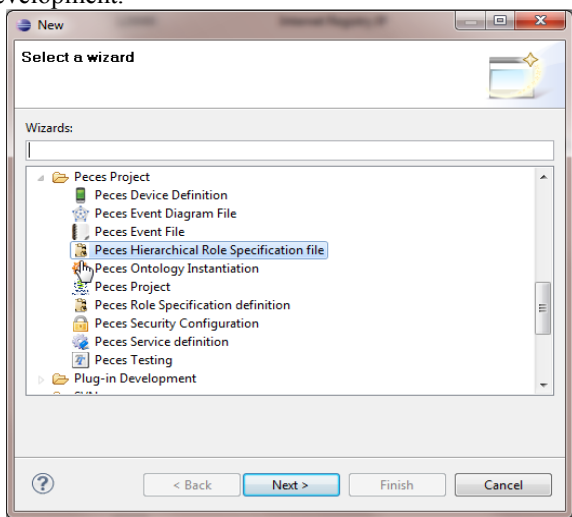 evelopment.
New
Select a wizard
Wizards:
Peces Project
Peces Device Definition
Peces Event Diagram File
Peces Event File
Peces Hierarchical Role Specification file
Peces Ontology Instantiation
Peces Project
Peces Role Specification definition
Peces Security Configuration
Peces Service definition
Peces Testing
Plug-in Development
< Back Next > Finish Cancel